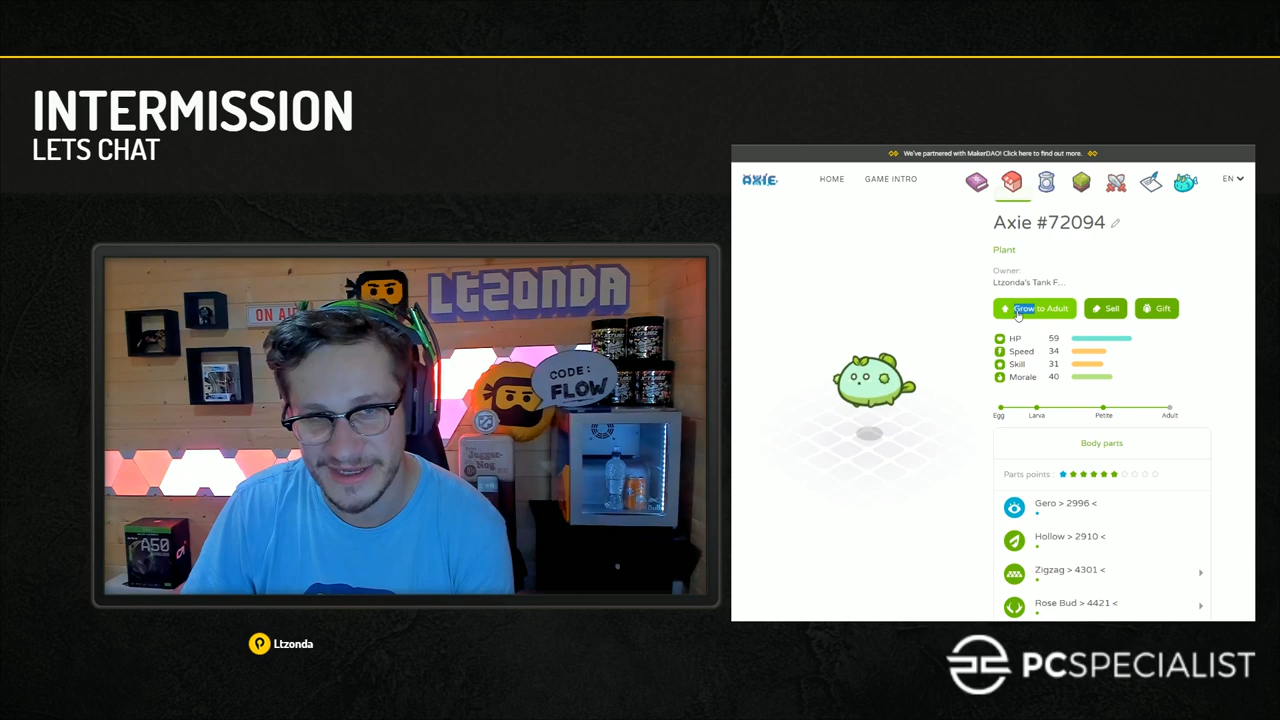 INTERMISSION
LETS CHAT
We've partnered with MakerDAO! Click here to find out more.
AXIE
HOME
GAME INTRO
EN
Axie #72094
Plant
Owner:
Ltzonda's Tank F...
Grow to Adult
Sell
Gift
HP 59
Speed 34
Skill 31
Morale 40
Egg
Larva
Petite
Adult
Body parts
Parts points :
Gero > 2996 <
Hollow > 2910 <
Zigzag > 4301 <
Rose Bud > 4421 <
LTZONDA
ON AI
CODE:
FLOW
Jugger-
Nog
A50
Ltzonda
PCSPECIALIST